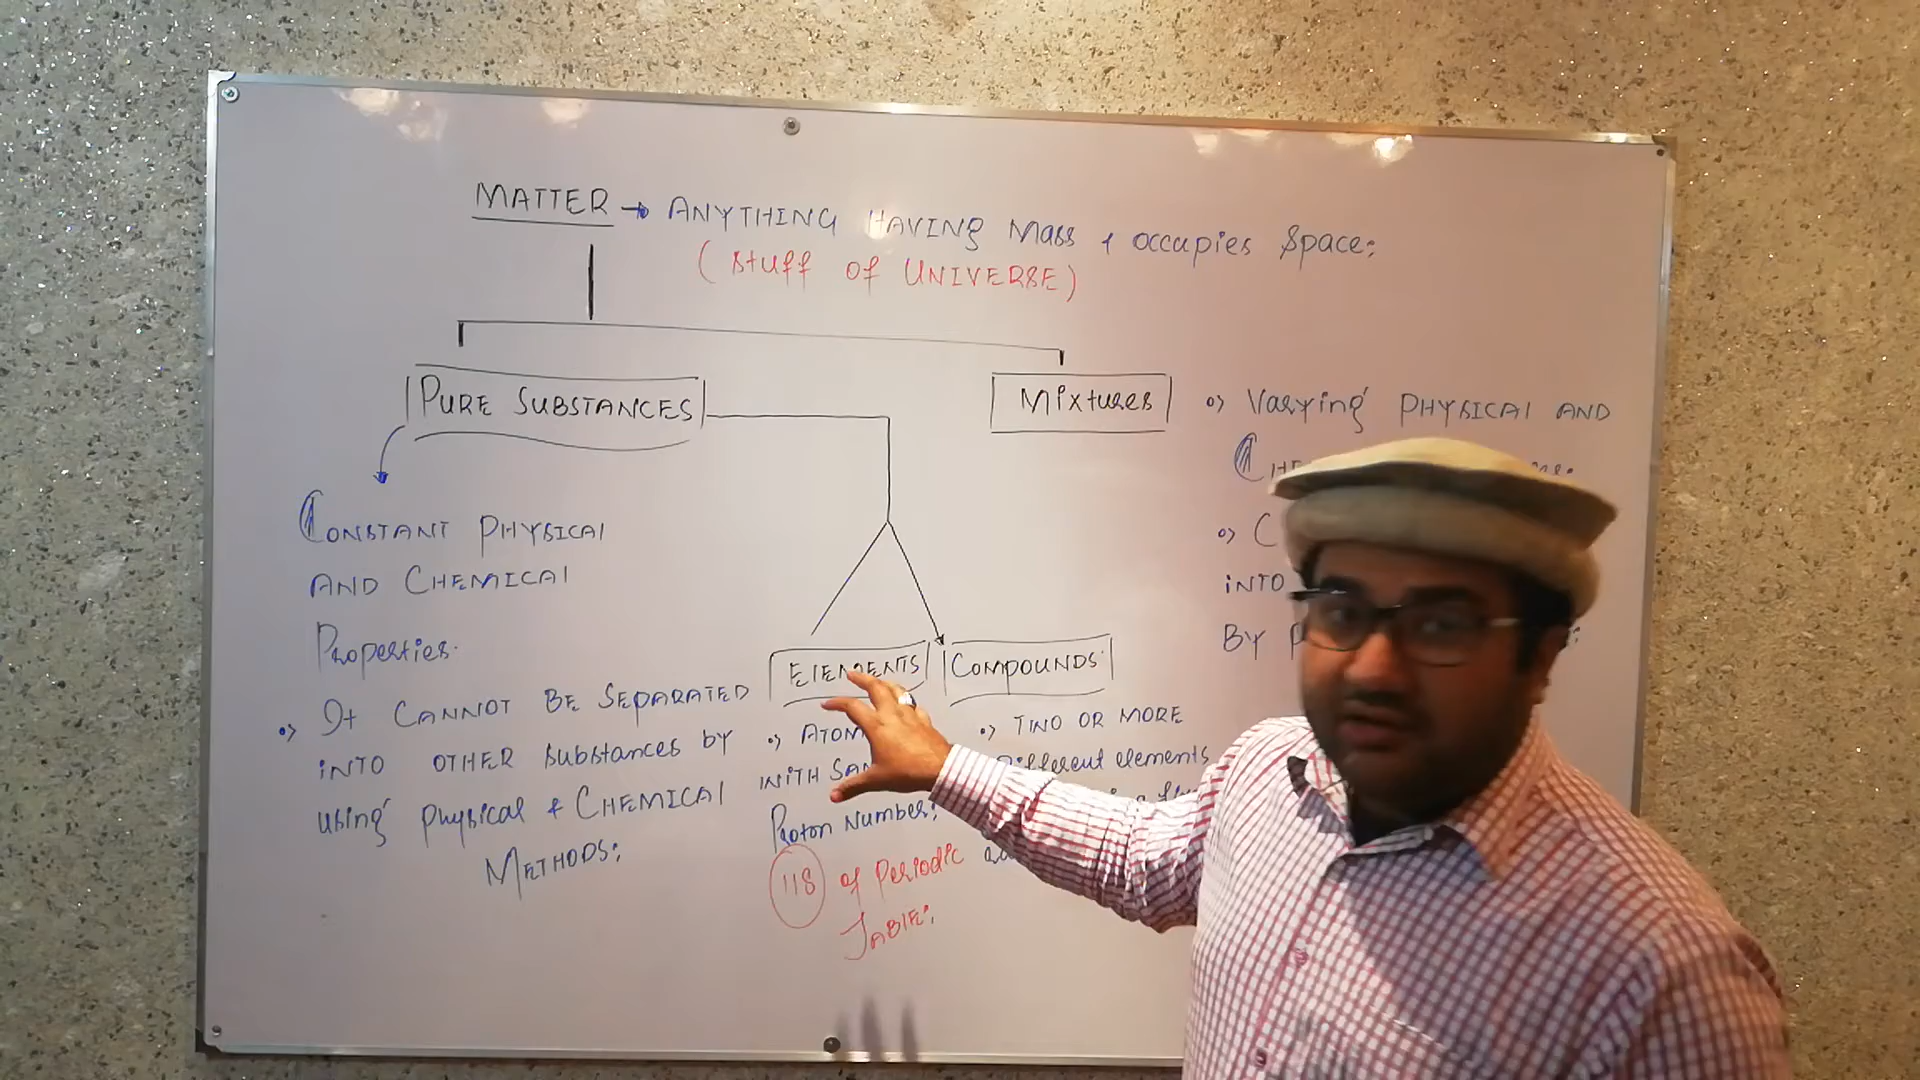 MATTER → ANYTHING HAVING Mass + occupies Space:
(Stuff of UNIVERSE)
PURE SUBSTANCES
Mixtures
CONSTANT PHYSICAL
AND CHEMICAL
Properties.
It CANNOT BE SEPARATED
INTO OTHER Substances by
using Physical + CHEMICAL
METHODS:
ELEMENTS
WITH
Proton Number:
118 of Periodic
TABLE:
COMPOUNDS:
TWO OR MORE
Different elements
Varying PHYSICAL AND
INTO
By